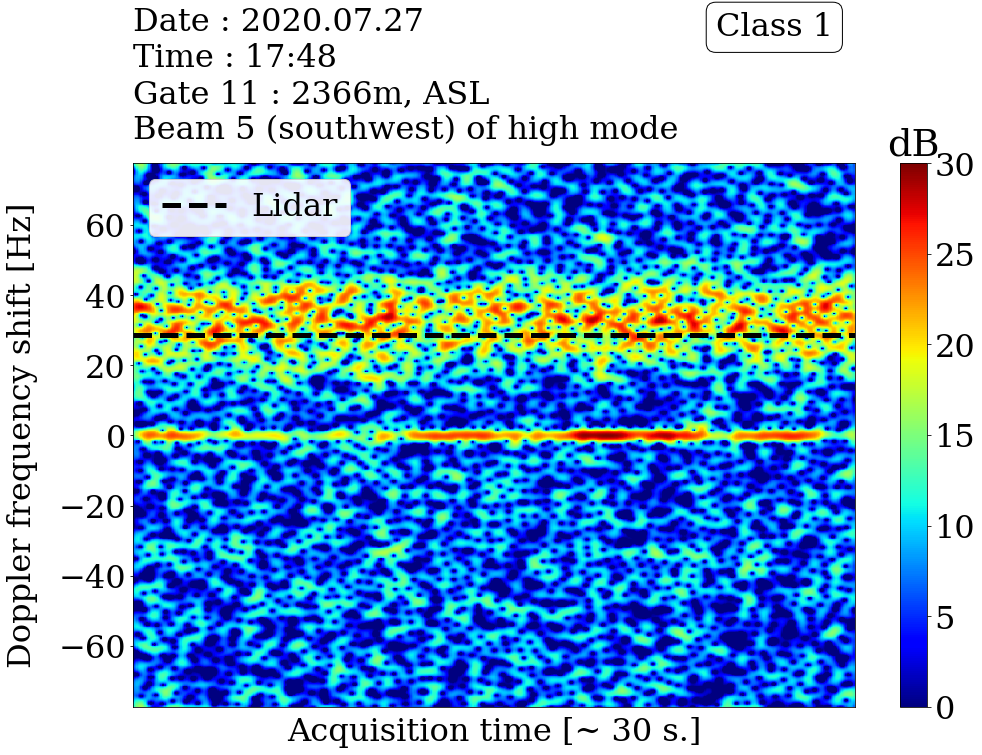 Date : 2020.07.27
Time : 17:48
Gate 11 : 2366m, ASL
Beam 5 (southwest) of high mode
Class 1
dB
Lidar
Doppler frequency shift [Hz]
60
40
20
0
−20
−40
−60
30
25
20
15
10
5
0
Acquisition time [~ 30 s.]